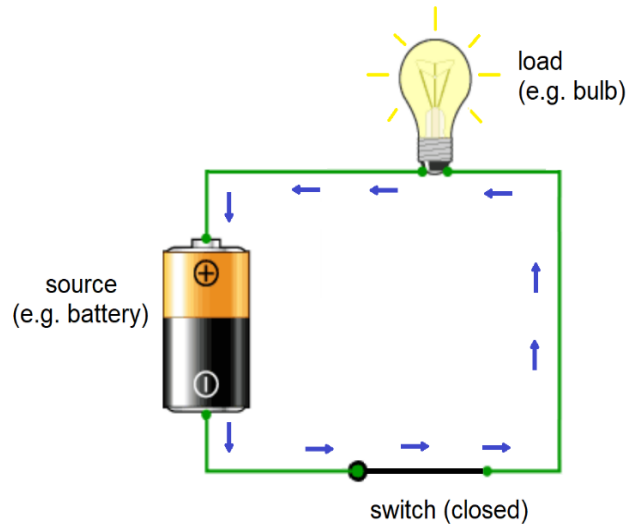 load
(e.g. bulb)
source
(e.g. battery)
switch (closed)